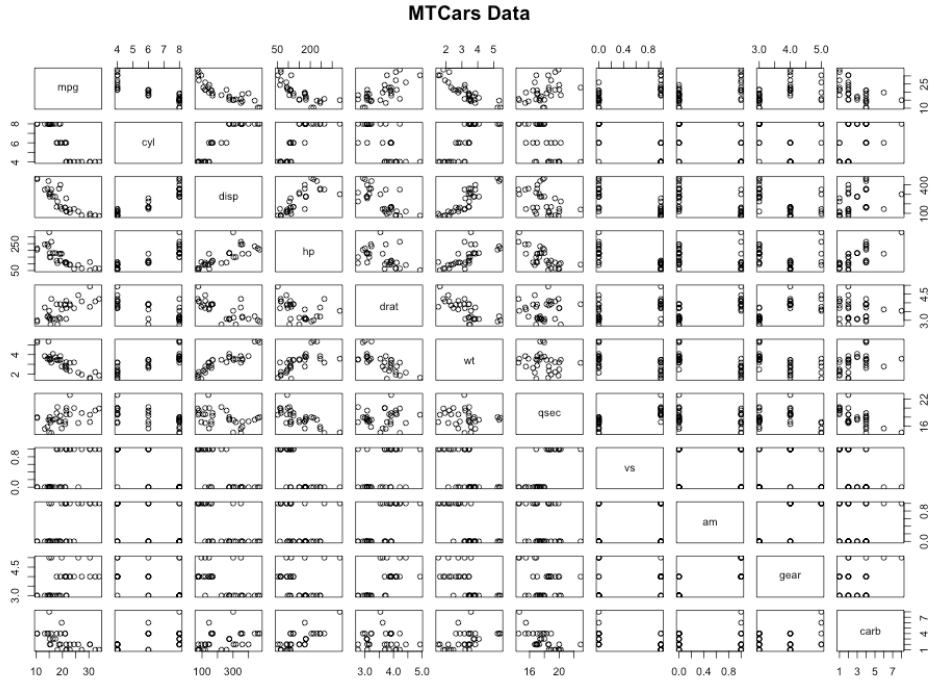 MTCars Data
4 5 6 7 8 50 200 2 3 4 5 0.0 0.4 0.8 3.0 4.0 5.0
mpg 10 25
4 6 8 cyl
disp 100 400
50 250 hp
drat 3.0 4.5
2 4 wt
qsec 16 22
0.0 0.8 vs
am 0.0 0.8
3.0 4.5 gear
carb 1 4 7
10 20 30 100 300 3.0 4.0 5.0 16 20 0.0 0.4 0.8 1 3 5 7